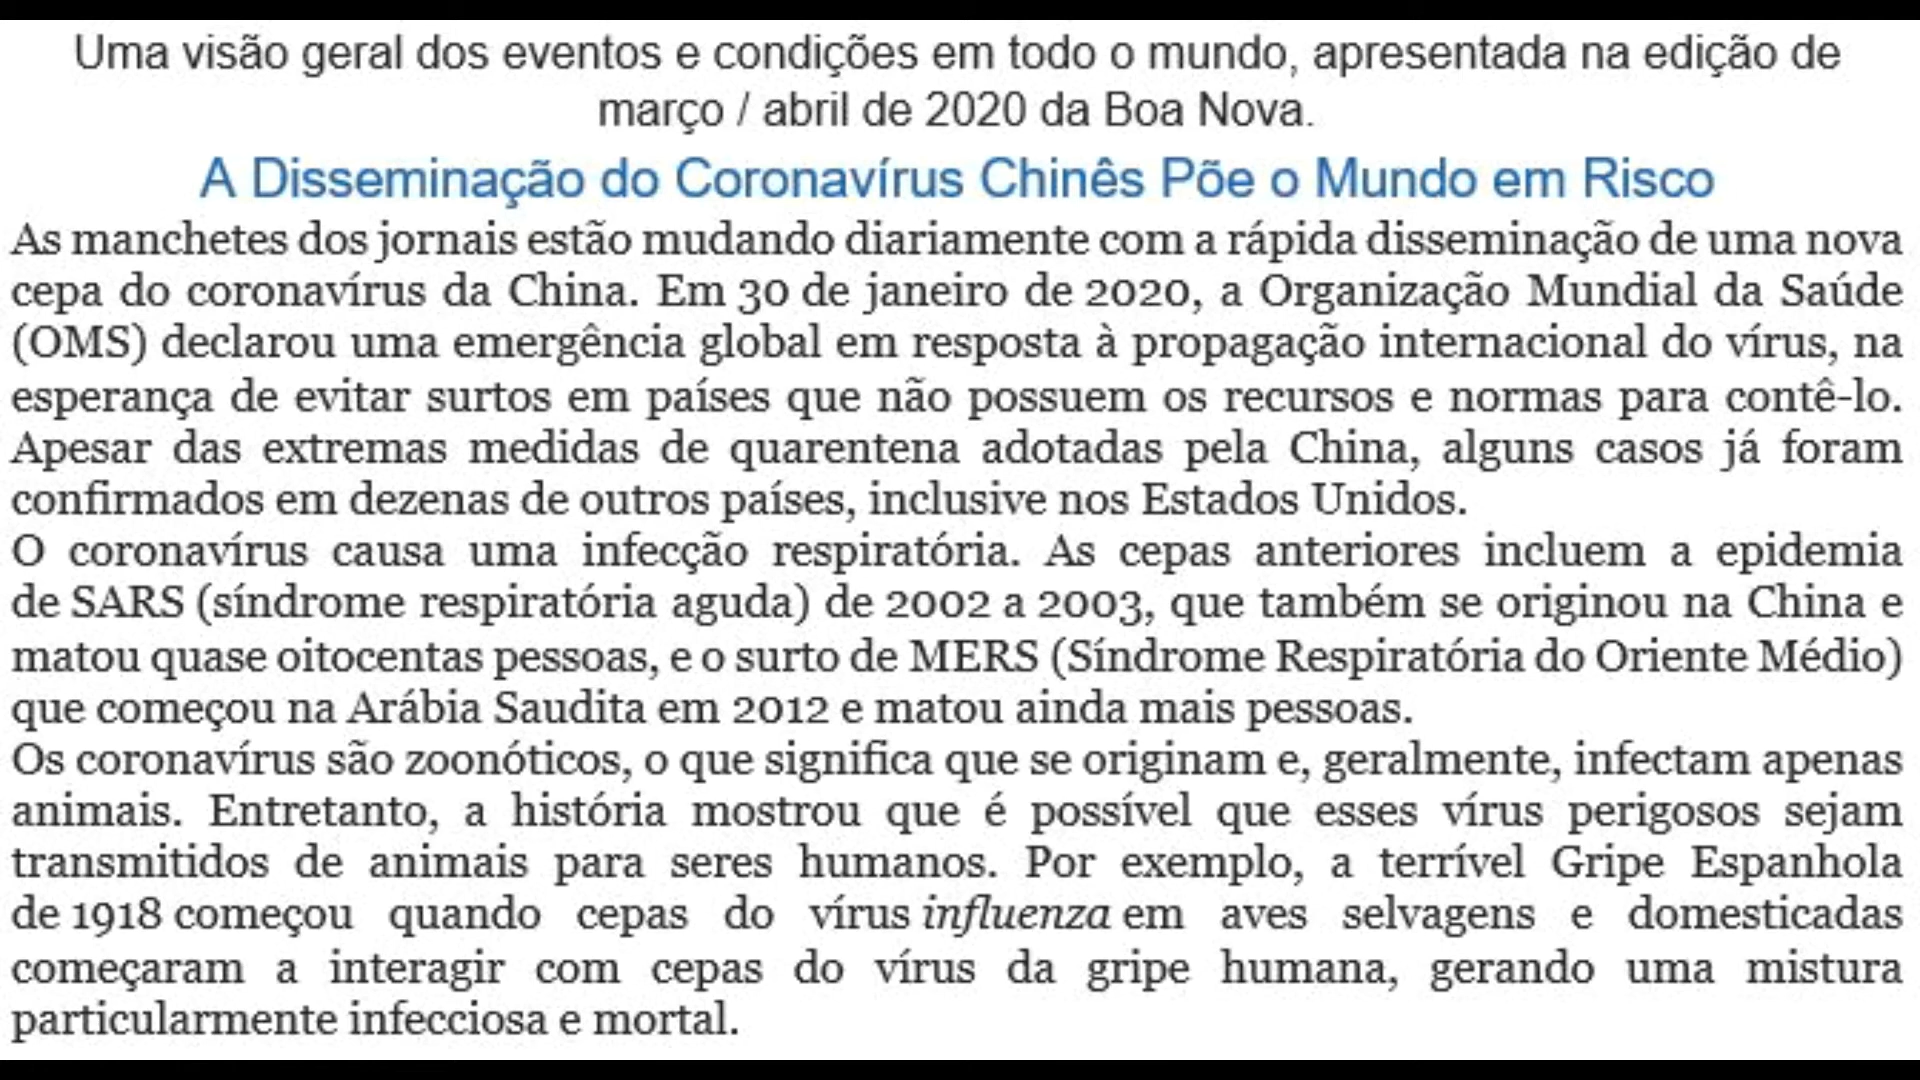 Uma visão geral dos eventos e condições em todo o mundo, apresentada na edição de
março / abril de 2020 da Boa Nova.
A Disseminação do Coronavírus Chinês Põe o Mundo em Risco
As manchetes dos jornais estão mudando diariamente com a rápida disseminação de uma nova
cepa do coronavírus da China. Em 30 de janeiro de 2020, a Organização Mundial da Saúde
(OMS) declarou uma emergência global em resposta à propagação internacional do vírus, na
esperança de evitar surtos em países que não possuem os recursos e normas para contê-lo.
Apesar das extremas medidas de quarentena adotadas pela China, alguns casos já foram
confirmados em dezenas de outros países, inclusive nos Estados Unidos.
O coronavírus causa uma infecção respiratória. As cepas anteriores incluem a epidemia
de SARS (síndrome respiratória aguda) de 2002 a 2003, que também se originou na China e
matou quase oitocentas pessoas, e o surto de MERS (Síndrome Respiratória do Oriente Médio)
que começou na Arábia Saudita em 2012 e matou ainda mais pessoas.
Os coronavírus são zoonóticos, o que significa que se originam e, geralmente, infectam apenas
animais. Entretanto, a história mostrou que é possível que esses vírus perigosos sejam
transmitidos de animais para seres humanos. Por exemplo, a terrível Gripe Espanhola
de 1918 começou quando cepas do vírus influenza em aves selvagens e domesticadas
começaram a interagir com cepas do vírus da gripe humana, gerando uma mistura
particularmente infecciosa e mortal.